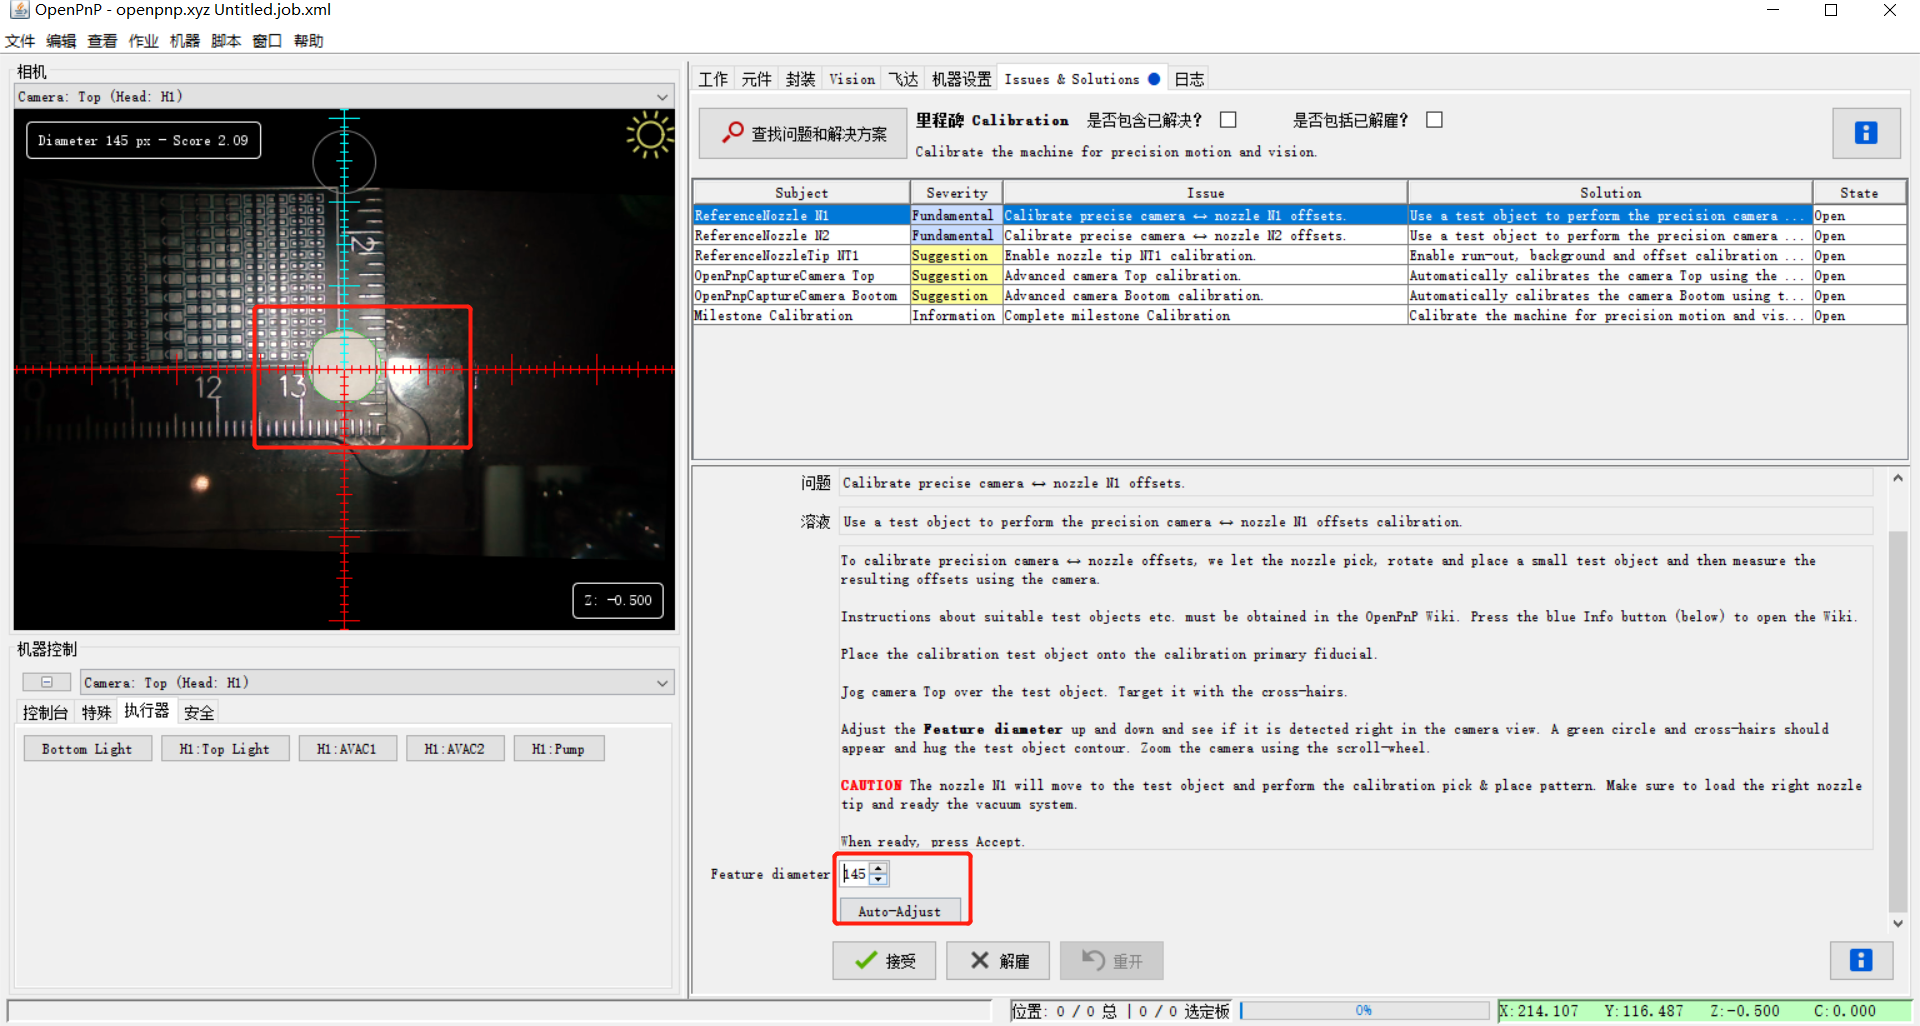 OpenPnP - openpnp.xyz Untitled.job.xml
文件 编辑 查看 作业 机器 脚本 窗口 帮助
相机
Camera: Top (Head: H1)
Diameter 145 px - Score 2.09
12
11
12
13
Z: -0.500
机器控制
Camera: Top (Head: H1)
控制台 特殊 执行器 安全
Bottom Light H1:Top Light H1:AVAC1 H1:AVAC2 H1:Pump
工作 元件 封装 Vision 飞达 机器设置 Issues & Solutions 日志
查找问题和解决方案
里程碑 Calibration 是否包含已解决? 是否包括已解雇?
Calibrate the machine for precision motion and vision.
Subject Severity Issue Solution State
ReferenceNozzle N1 Fundamental Calibrate precise camera ↔ nozzle N1 offsets. Use a test object to perform the precision camera ... Open
ReferenceNozzle N2 Fundamental Calibrate precise camera ↔ nozzle N2 offsets. Use a test object to perform the precision camera ... Open
ReferenceNozzleTip NT1 Suggestion Enable nozzle tip NT1 calibration. Enable run-out, background and offset calibration ... Open
OpenPnpCaptureCamera Top Suggestion Advanced camera Top calibration. Automatically calibrates the camera Top using the ... Open
OpenPnpCaptureCamera Bootom Suggestion Advanced camera Bootom calibration. Automatically calibrates the camera Bootom using t... Open
Milestone Calibration Information Complete milestone Calibration Calibrate the machine for precision motion and vis... Open
问题 Calibrate precise camera ↔ nozzle N1 offsets.
溶液 Use a test object to perform the precision camera ↔ nozzle N1 offsets calibration.
To calibrate precision camera ↔ nozzle offsets, we let the nozzle pick, rotate and place a small test object and then measure the
resulting offsets using the camera.
Instructions about suitable test objects etc. must be obtained in the OpenPnP Wiki. Press the blue Info button (below) to open the Wiki.
Place the calibration test object onto the calibration primary fiducial.
Jog camera Top over the test object. Target it with the cross-hairs.
Adjust the Feature diameter up and down and see if it is detected right in the camera view. A green circle and cross-hairs should
appear and hug the test object contour. Zoom the camera using the scroll-wheel.
CAUTION The nozzle N1 will move to the test object and perform the calibration pick & place pattern. Make sure to load the right nozzle
tip and ready the vacuum system.
When ready, press Accept.
Feature diameter 145
Auto-Adjust
接受 解雇 重开
位置: 0 / 0 总 | 0 / 0 选定板 0% X:214.107 Y:116.487 Z:-0.500 C:0.000